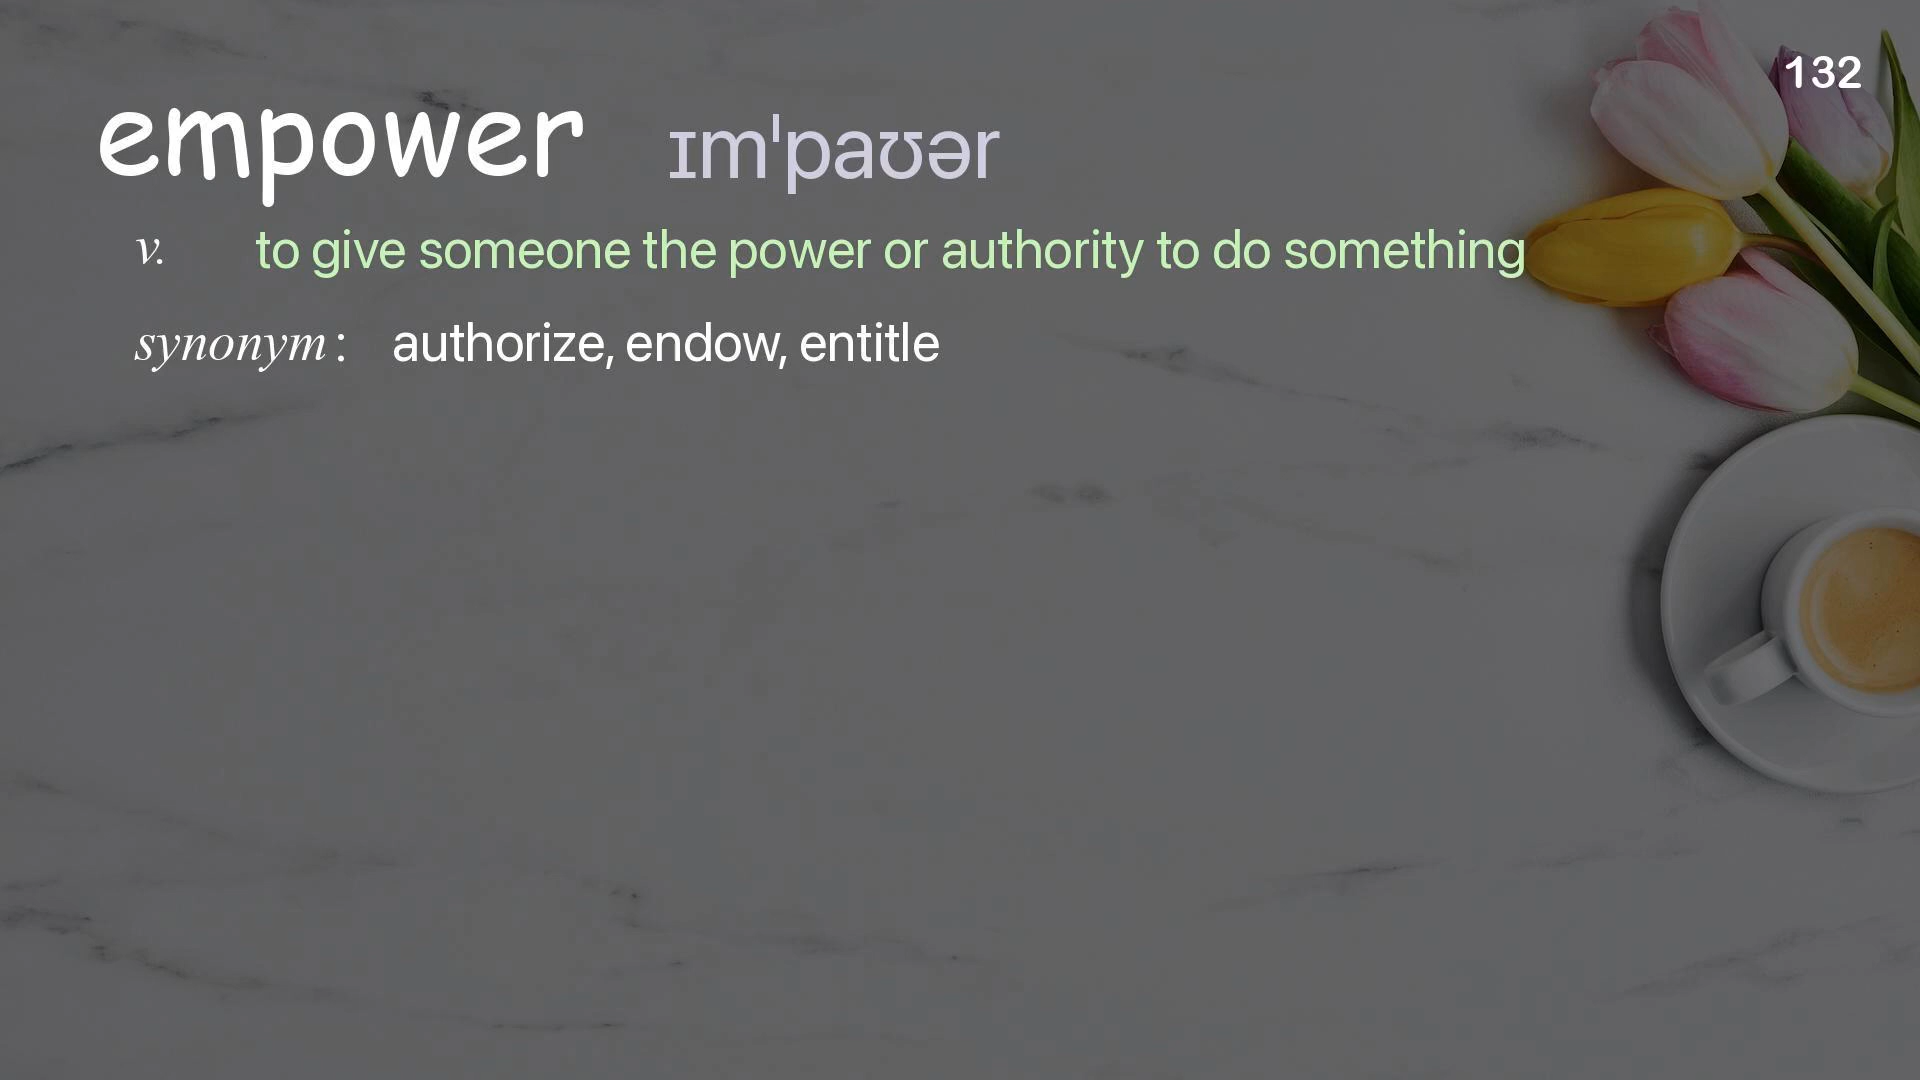 132
empower ɪmˈpaʊər
v. to give someone the power or authority to do something
synonym : authorize, endow, entitle